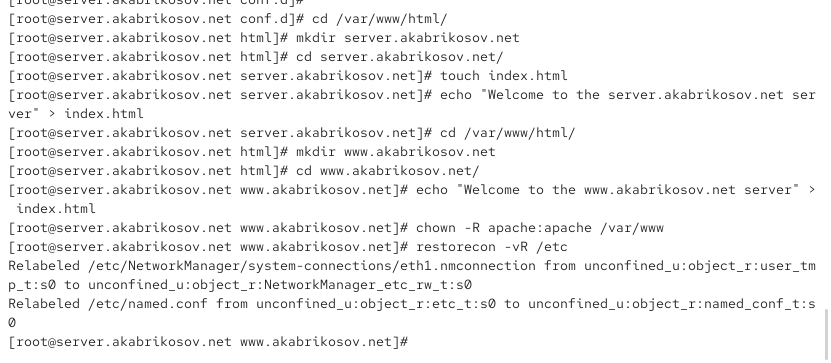 [root@server.akabrikosov.net conf.d]#
[root@server.akabrikosov.net conf.d]# cd /var/www/html/
[root@server.akabrikosov.net html]# mkdir server.akabrikosov.net
[root@server.akabrikosov.net html]# cd server.akabrikosov.net/
[root@server.akabrikosov.net server.akabrikosov.net]# touch index.html
[root@server.akabrikosov.net server.akabrikosov.net]# echo "Welcome to the server.akabrikosov.net ser
ver" > index.html
[root@server.akabrikosov.net server.akabrikosov.net]# cd /var/www/html/
[root@server.akabrikosov.net html]# mkdir www.akabrikosov.net
[root@server.akabrikosov.net html]# cd www.akabrikosov.net/
[root@server.akabrikosov.net www.akabrikosov.net]# echo "Welcome to the www.akabrikosov.net server" >
 index.html
[root@server.akabrikosov.net www.akabrikosov.net]# chown -R apache:apache /var/www
[root@server.akabrikosov.net www.akabrikosov.net]# restorecon -vR /etc
Relabeled /etc/NetworkManager/system-connections/eth1.nmconnection from unconfined_u:object_r:user_tm
p_t:s0 to unconfined_u:object_r:NetworkManager_etc_rw_t:s0
Relabeled /etc/named.conf from unconfined_u:object_r:etc_t:s0 to unconfined_u:object_r:named_conf_t:s
0
[root@server.akabrikosov.net www.akabrikosov.net]#